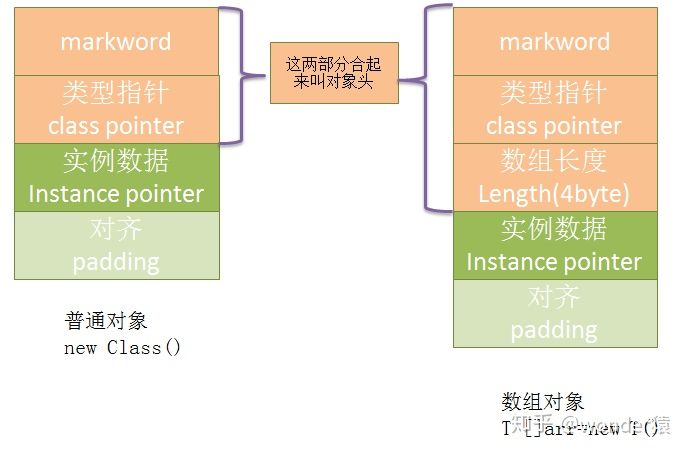 markword
类型指针
class pointer
实例数据
Instance pointer
对齐
padding
普通对象
new Class()
这两部分合起
来叫对象头
markword
类型指针
class pointer
数组长度
Length(4byte)
实例数据
Instance pointer
对齐
padding
数组对象
T []arr=new T()
知乎 @wonder猿